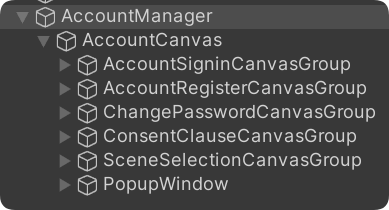 AccountManager
AccountCanvas
AccountSigninCanvasGroup
AccountRegisterCanvasGroup
ChangePasswordCanvasGroup
ConsentClauseCanvasGroup
SceneSelectionCanvasGroup
PopupWindow